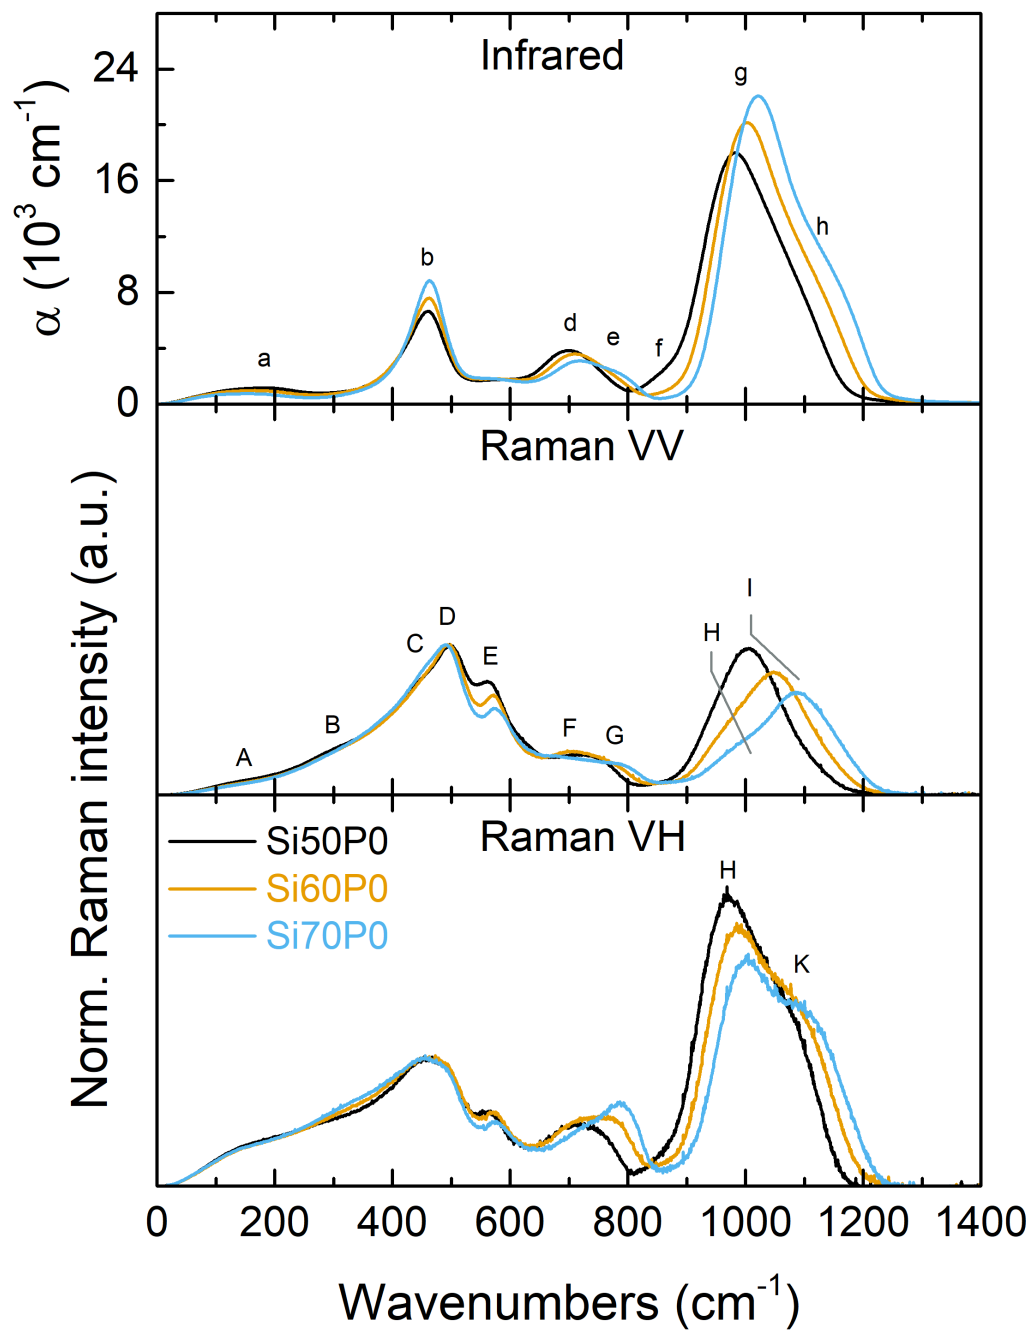 Infrared
24
16
8
0
α (10³ cm⁻¹)
a
b
d
e
f
g
h
Raman VV
A
B
C
D
E
F
G
H
I
Norm. Raman intensity (a.u.)
Raman VH
Si50P0
Si60P0
Si70P0
H
K
0 200 400 600 800 1000 1200 1400
Wavenumbers (cm⁻¹)